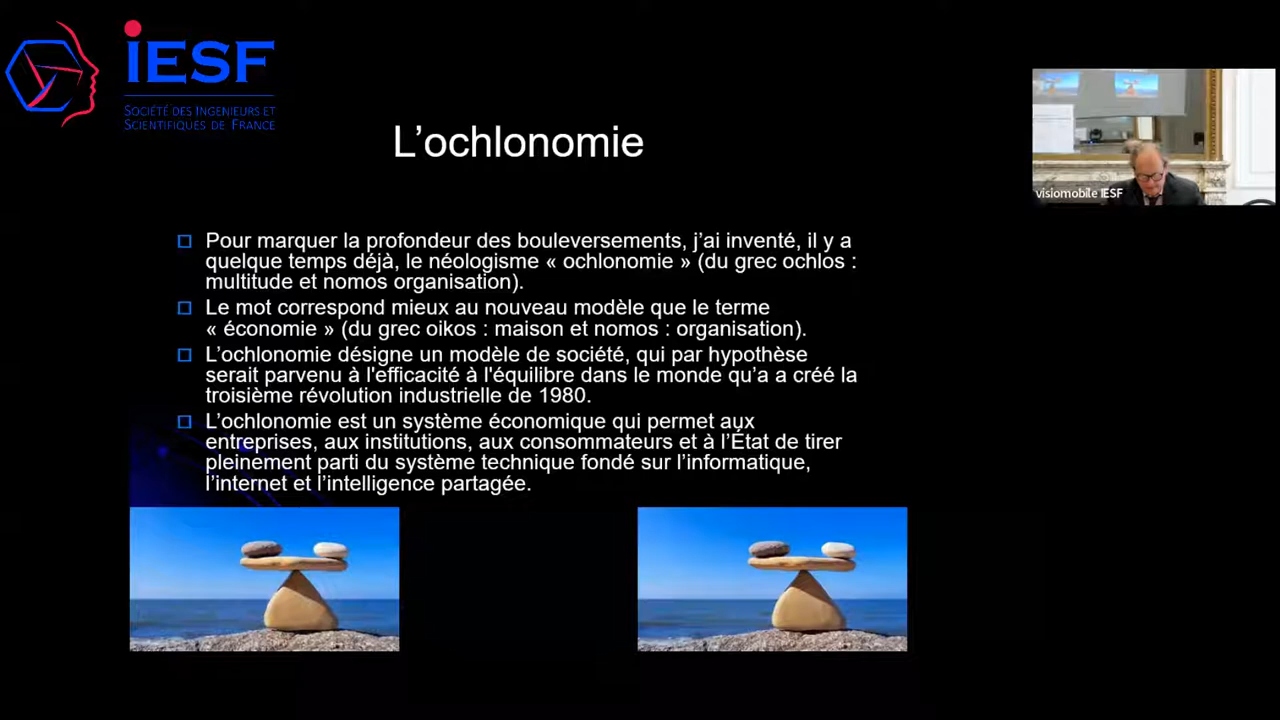 iESF
SOCIÉTÉ DES INGENIEURS ET
SCIENTIFIQUES DE FRANCE
L’ochlonomie
visiomobile IESF
Pour marquer la profondeur des bouleversements, j’ai inventé, il y a
quelque temps déjà, le néologisme « ochlonomie » (du grec ochlos :
multitude et nomos organisation).
Le mot correspond mieux au nouveau modèle que le terme
« économie » (du grec oikos : maison et nomos : organisation).
L’ochlonomie désigne un modèle de société, qui par hypothèse
serait parvenu à l'efficacité à l'équilibre dans le monde qu’a a créé la
troisième révolution industrielle de 1980.
L’ochlonomie est un système économique qui permet aux
entreprises, aux institutions, aux consommateurs et à l’État de tirer
pleinement parti du système technique fondé sur l’informatique,
l’internet et l’intelligence partagée.